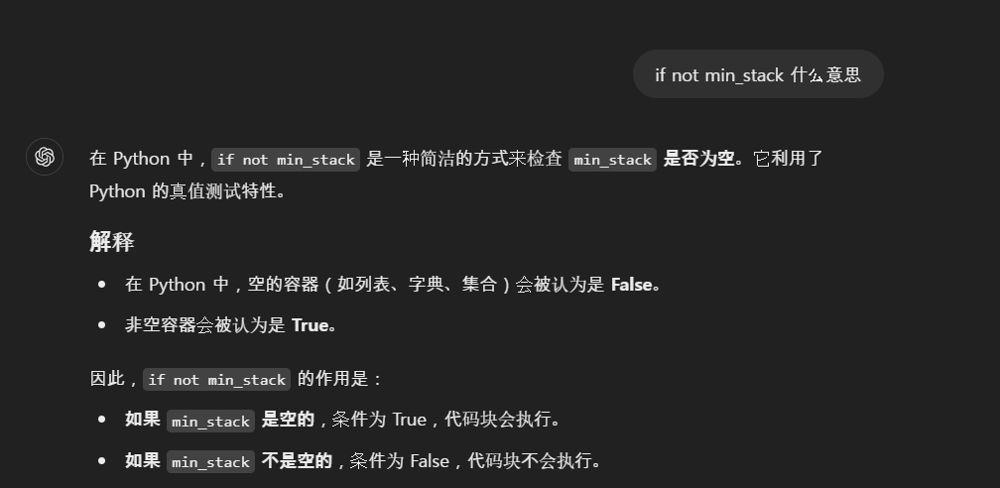 if not min_stack 什么意思
在 Python 中，if not min_stack 是一种简洁的方式来检查 min_stack 是否为空。它利用了
Python 的真值测试特性。
解释
• 在 Python 中，空的容器（如列表、字典、集合）会被认为是 False。
• 非空容器会被认为是 True。
因此，if not min_stack 的作用是：
• 如果 min_stack 是空的，条件为 True，代码块会执行。
• 如果 min_stack 不是空的，条件为 False，代码块不会执行。